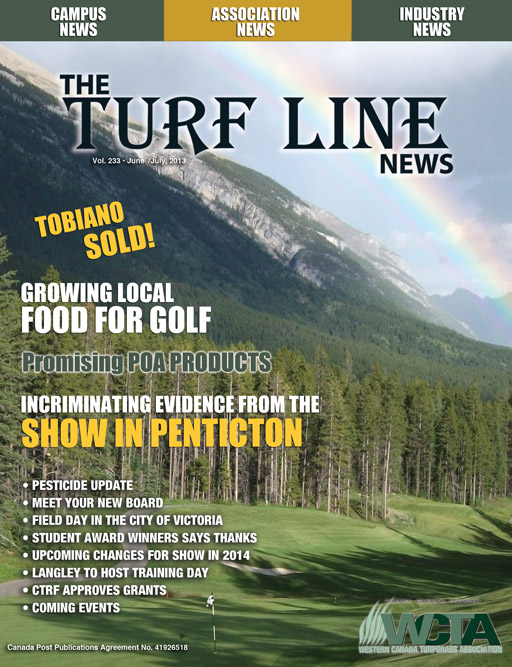 CAMPUS
NEWS
ASSOCIATION
NEWS
INDUSTRY
NEWS
THE
TURF LINE
NEWS
Vol. 233 • June /July, 2013
TOBIANO
SOLD!
GROWING LOCAL
FOOD FOR GOLF
Promising POA PRODUCTS
INCRIMINATING EVIDENCE FROM THE
SHOW IN PENTICTON
• PESTICIDE UPDATE
• MEET YOUR NEW BOARD
• FIELD DAY IN THE CITY OF VICTORIA
• STUDENT AWARD WINNERS SAYS THANKS
• UPCOMING CHANGES FOR SHOW IN 2014
• LANGLEY TO HOST TRAINING DAY
• CTRF APPROVES GRANTS
• COMING EVENTS
WCTA
WESTERN CANADA TURFGRASS ASSOCIATION
Canada Post Publications Agreement No. 41926518